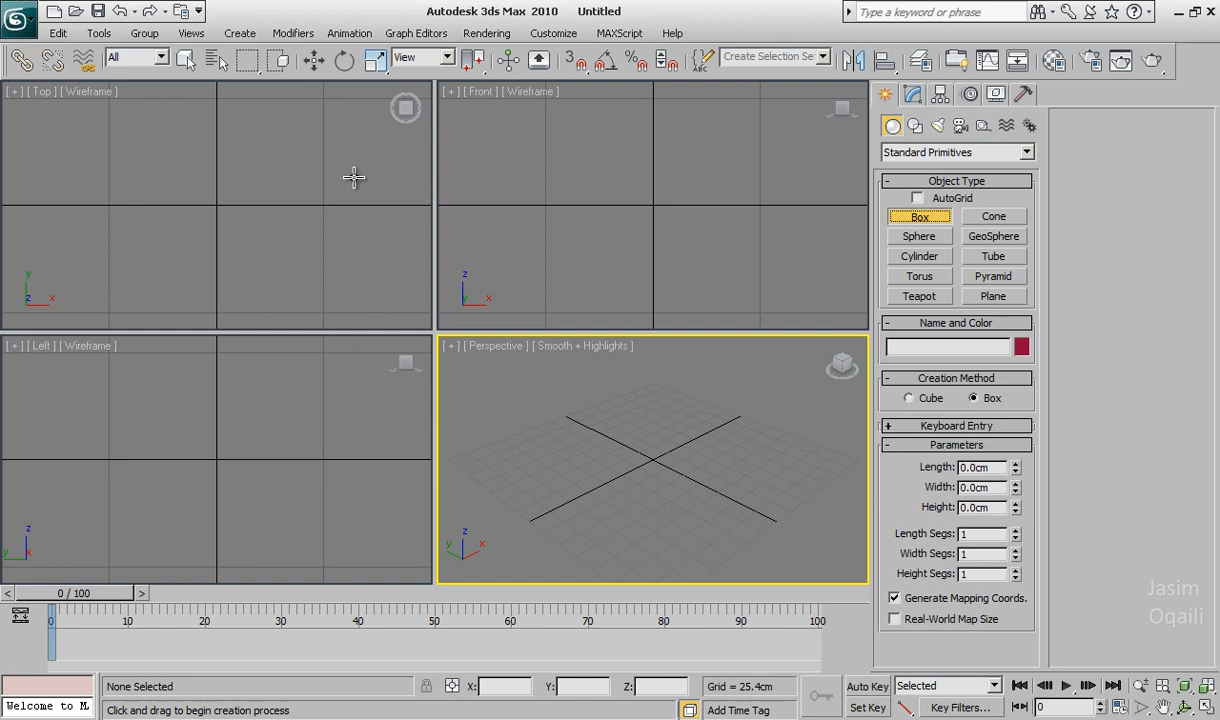 Autodesk 3ds Max 2010 Untitled
Type a keyword or phrase
Edit Tools Group Views Create Modifiers Animation Graph Editors Rendering Customize MAXScript Help
All View 3 Create Selection Se
[ + ] [ Top ] [ Wireframe ]
[ + ] [ Front ] [ Wireframe ]
y
z x
z
y x
[ + ] [ Left ] [ Wireframe ]
[ + ] [ Perspective ] [ Smooth + Highlights ]
z
y x
z
y x
Standard Primitives
- Object Type
AutoGrid
Box Cone
Sphere GeoSphere
Cylinder Tube
Torus Pyramid
Teapot Plane
- Name and Color
- Creation Method
Cube Box
+ Keyboard Entry
- Parameters
Length: 0.0cm
Width: 0.0cm
Height: 0.0cm
Length Segs: 1
Width Segs: 1
Height Segs: 1
Generate Mapping Coords.
Real-World Map Size
Jasim
Oqaili
< 0 / 100 >
0 10 20 30 40 50 60 70 80 90 100
None Selected X: Y: Z: Grid = 25.4cm Auto Key Selected
Welcome to M
Click and drag to begin creation process Add Time Tag Set Key Key Filters... 0